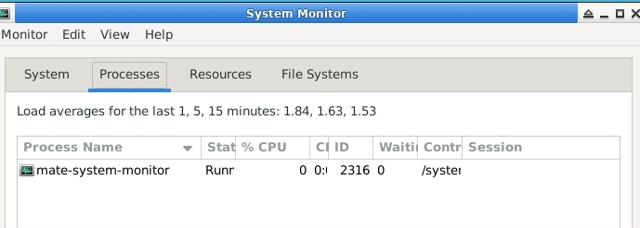 System Monitor
Monitor Edit View Help
System Processes Resources File Systems
Load averages for the last 1, 5, 15 minutes: 1.84, 1.63, 1.53
Process Name Stat % CPU ID Waiti Contr Session
mate-system-monitor Runr 0 0:0 2316 0 /syster